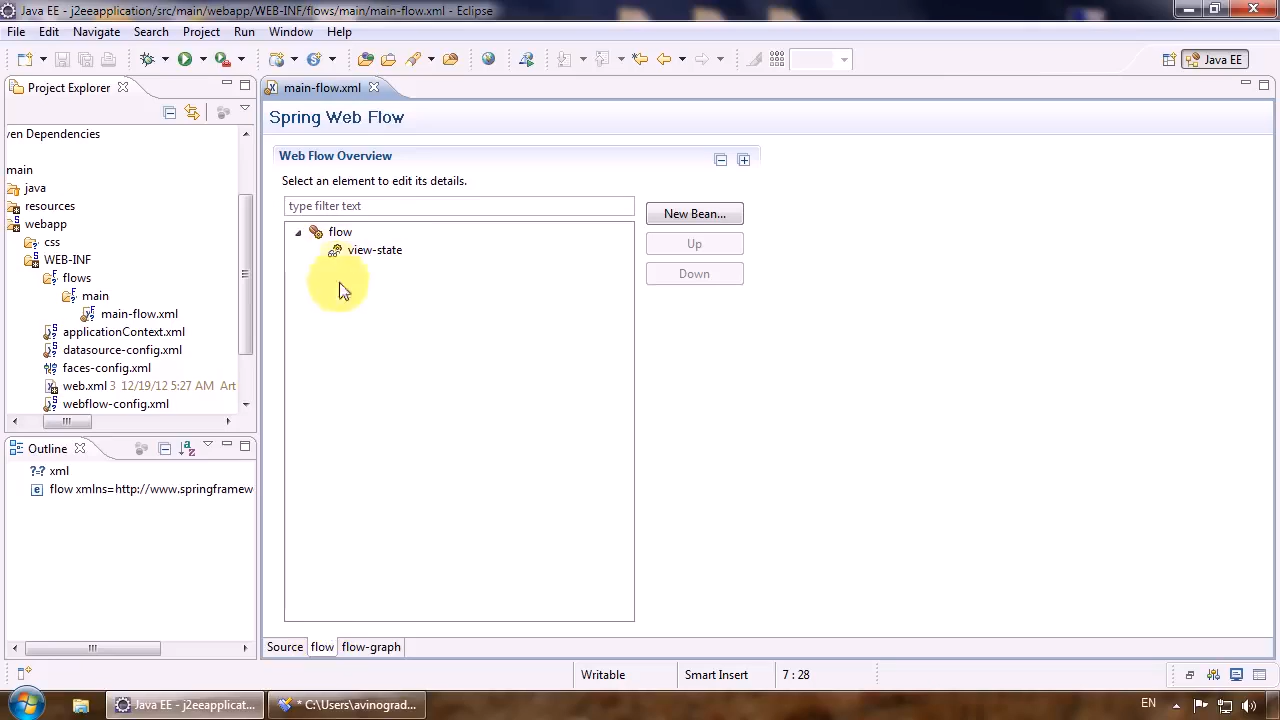 Java EE - j2eeapplication/src/main/webapp/WEB-INF/flows/main/main-flow.xml - Eclipse
File Edit Navigate Search Project Run Window Help
Java EE
Project Explorer
main-flow.xml
Spring Web Flow
ven Dependencies
main
java
resources
webapp
css
WEB-INF
flows
main
main-flow.xml
applicationContext.xml
datasource-config.xml
faces-config.xml
web.xml 3 12/19/12 5:27 AM Art
webflow-config.xml
Web Flow Overview
Select an element to edit its details.
type filter text
flow
view-state
New Bean...
Up
Down
Outline
xml
flow xmlns=http://www.springframew
Source flow flow-graph
Writable Smart Insert 7 : 28
Java EE - j2eeapplicat... * C:\Users\avinograd... EN